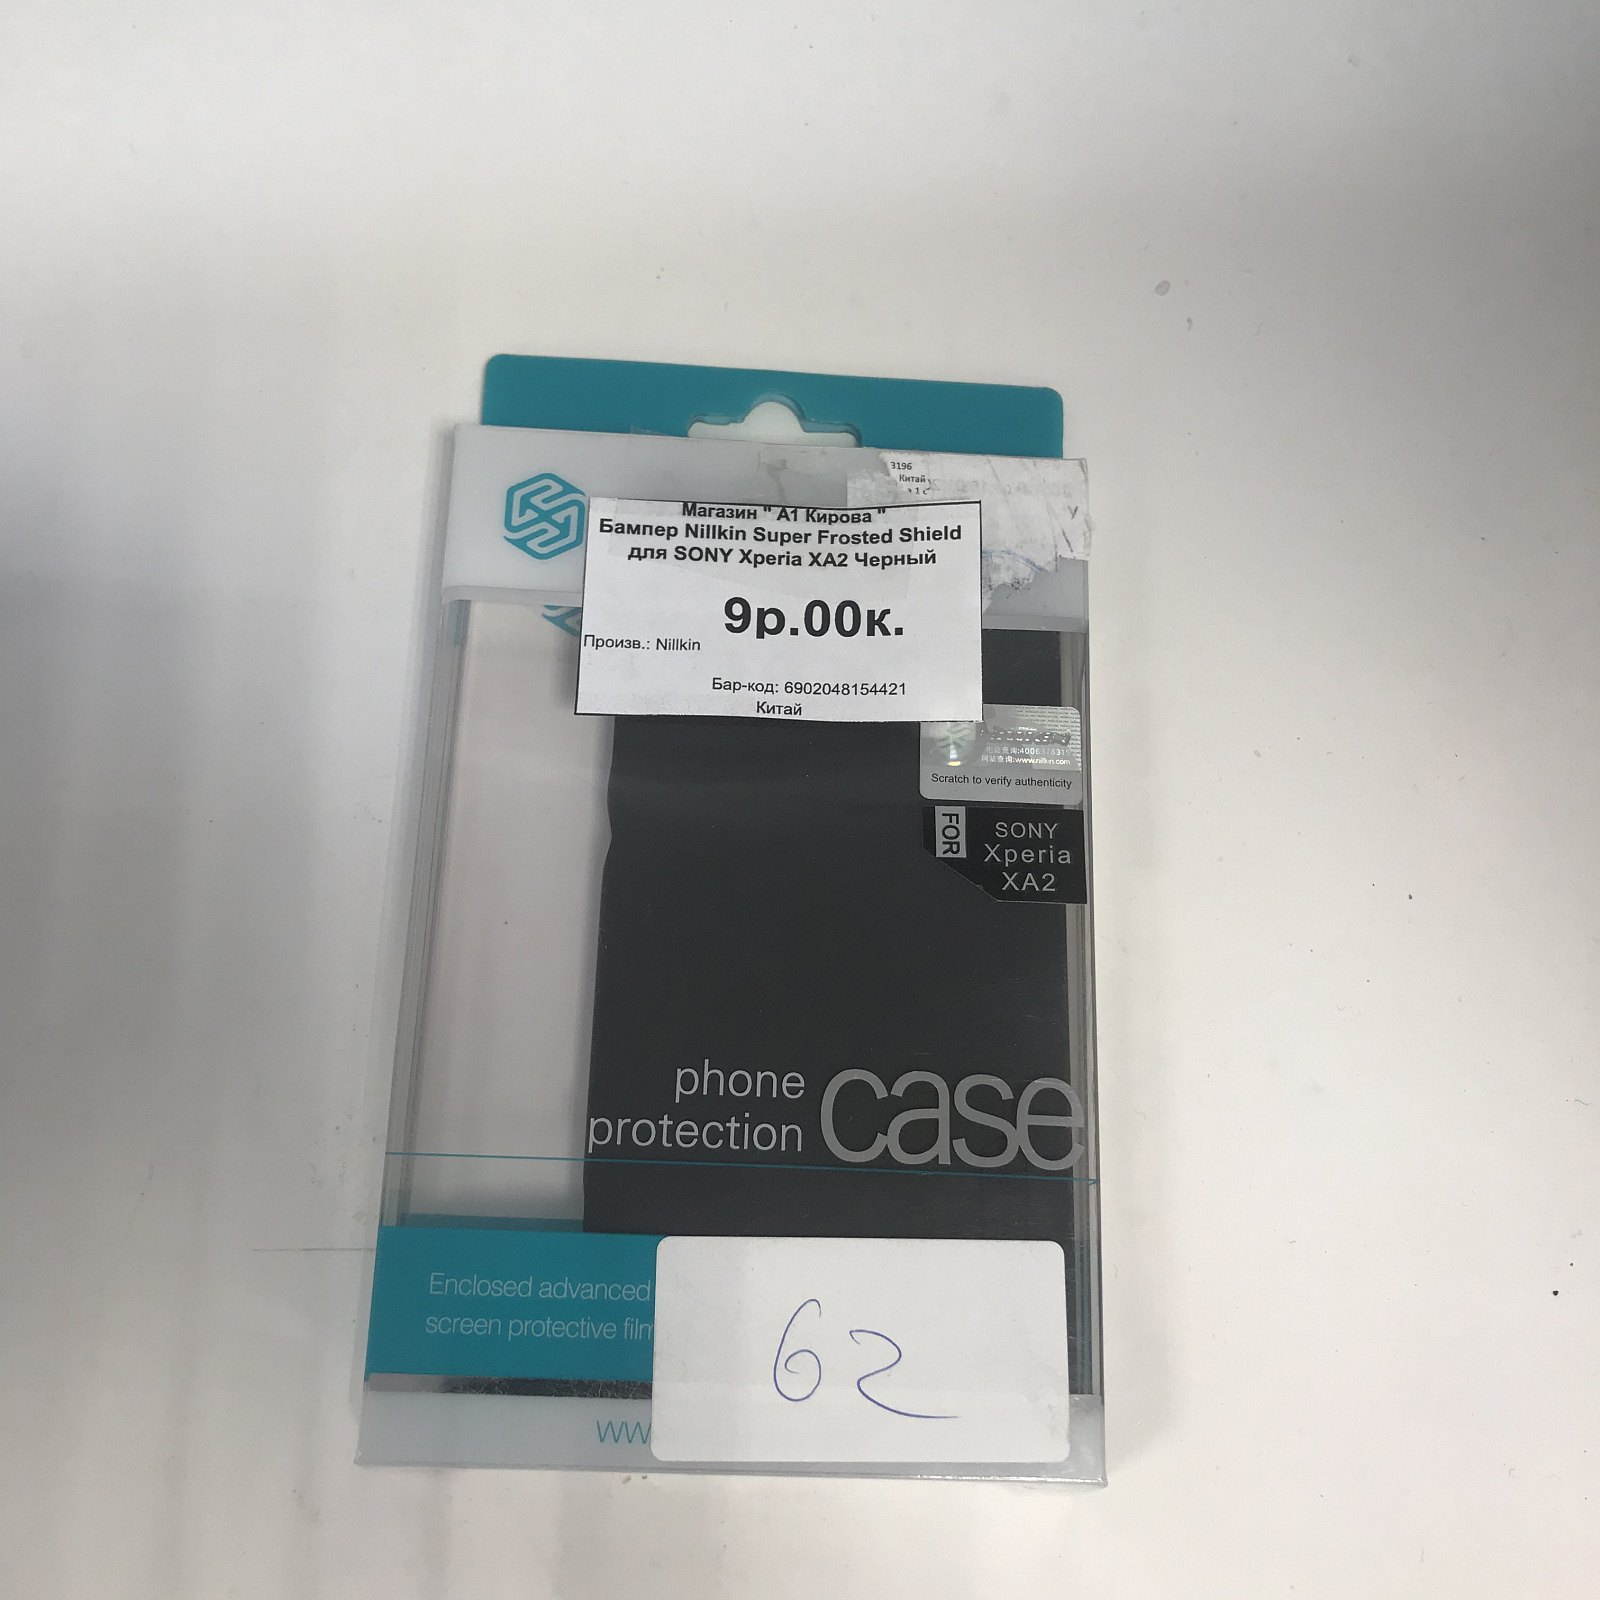 3196
Китай
Магазин " А1 Кирова "
Бампер Nillkin Super Frosted Shield
для SONY Xperia XA2 Черный
9р.00к.
Произв.: Nillkin
Бар-код: 6902048154421
Китай
Scratch to verify authenticity
FOR
SONY
Xperia
XA2
phone
protection
case
Enclosed advanced
screen protective film
62